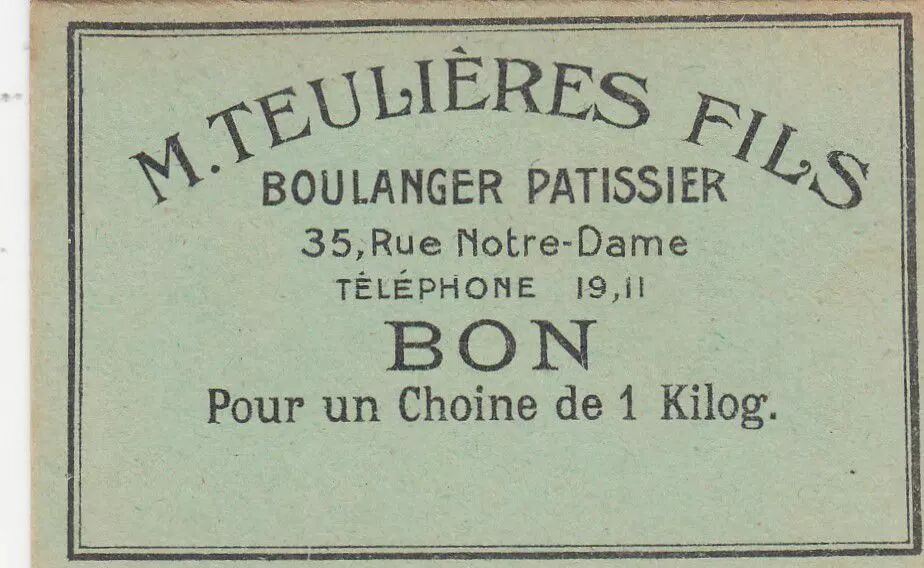 M. TEULIÈRES FILS
BOULANGER PATISSIER
35, Rue Notre-Dame
TÉLÉPHONE 19,11
BON
Pour un Choine de 1 Kilog.